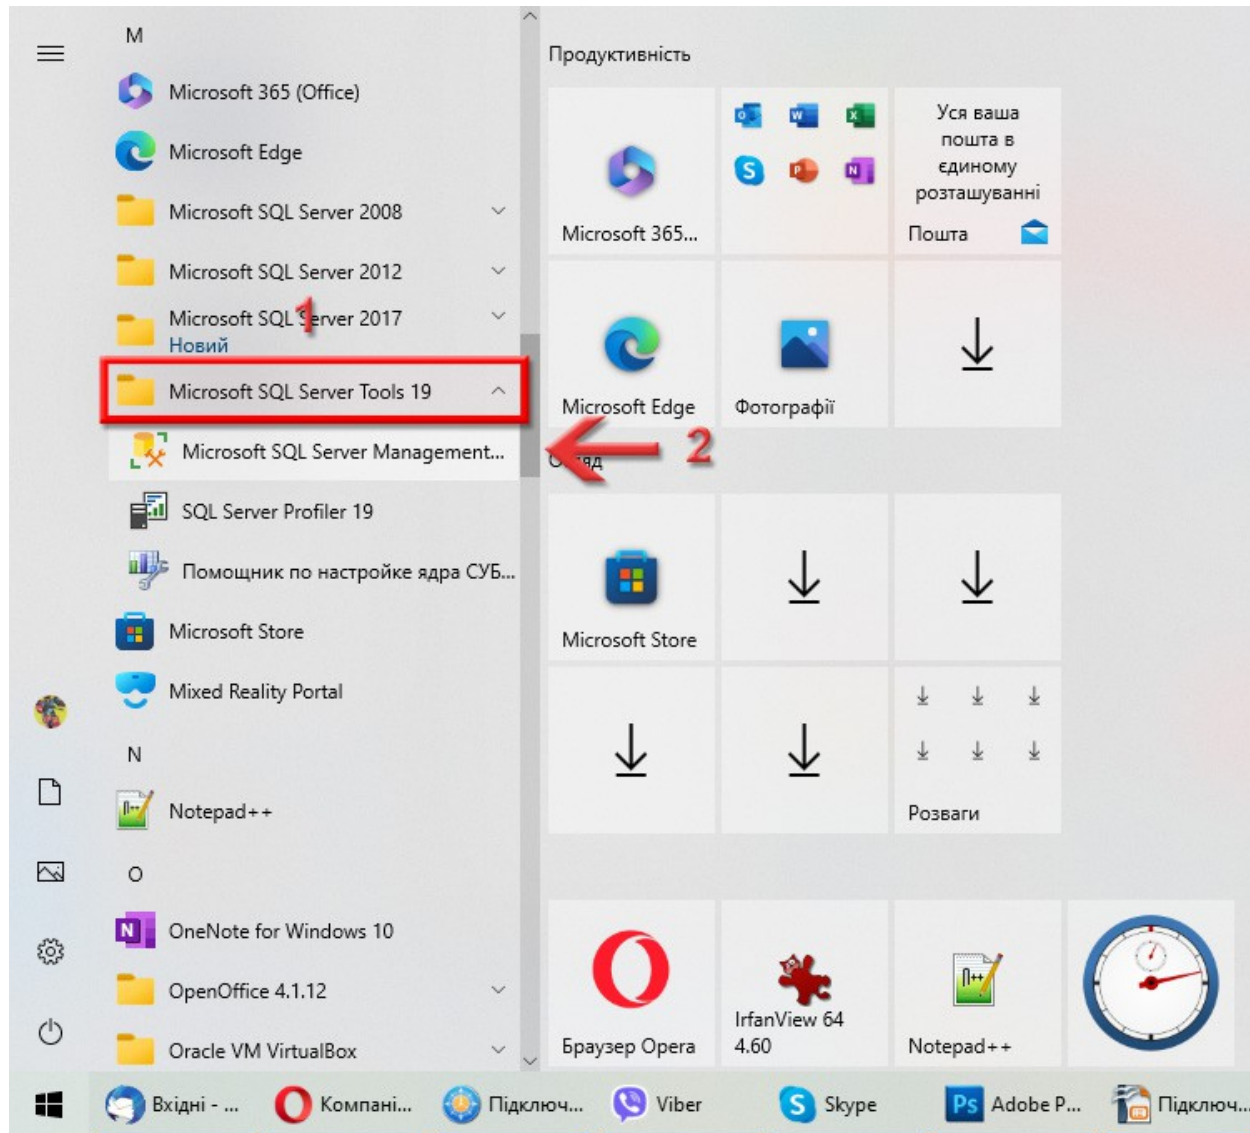 M
Microsoft 365 (Office)
Microsoft Edge
Microsoft SQL Server 2008
Microsoft SQL Server 2012
1
Microsoft SQL Server 2017
Новий
Microsoft SQL Server Tools 19
Microsoft SQL Server Management...
SQL Server Profiler 19
Помощник по настройке ядра СУБ...
Microsoft Store
Mixed Reality Portal
N
Notepad++
O
OneNote for Windows 10
OpenOffice 4.1.12
Oracle VM VirtualBox
Продуктивність
Microsoft 365...
Уся ваша
пошта в
єдиному
розташуванні
Пошта
Microsoft Edge
Фотографії
2
Microsoft Store
Розваги
Браузер Opera
IrfanView 64
4.60
Notepad++
Вхідні - ...
Компані...
Підключ...
Viber
Skype
Ps
Adobe P...
Підключ...